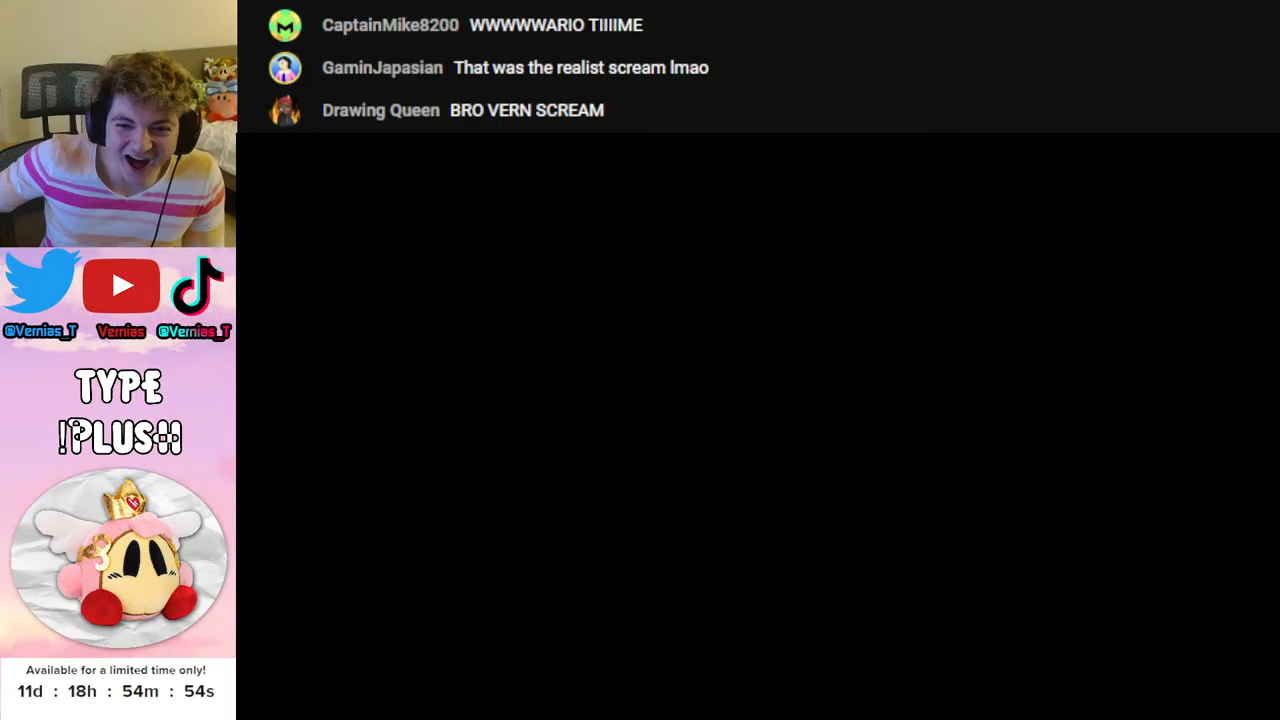 CaptainMike8200 WWWWWARIO TIIIIME
GaminJapasian That was the realist scream lmao
Drawing Queen BRO VERN SCREAM
@Vernias_T Vernias @Vernias_T
TYPE
!PLUSH
Available for a limited time only!
11d : 18h : 54m : 54s